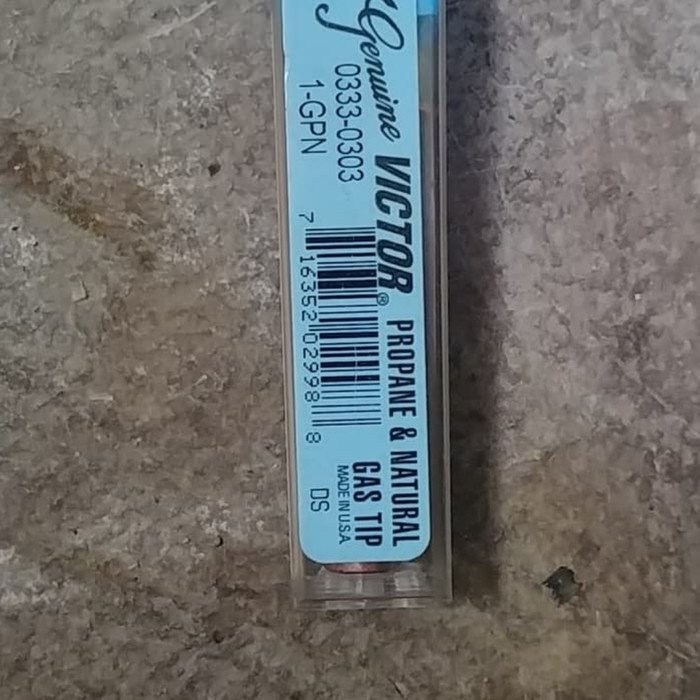 Genuine VICTOR® PROPANE & NATURAL
GAS TIP
0333-0303
MADE IN U.S.A
1-GPN
7 16352 02998 8
DS